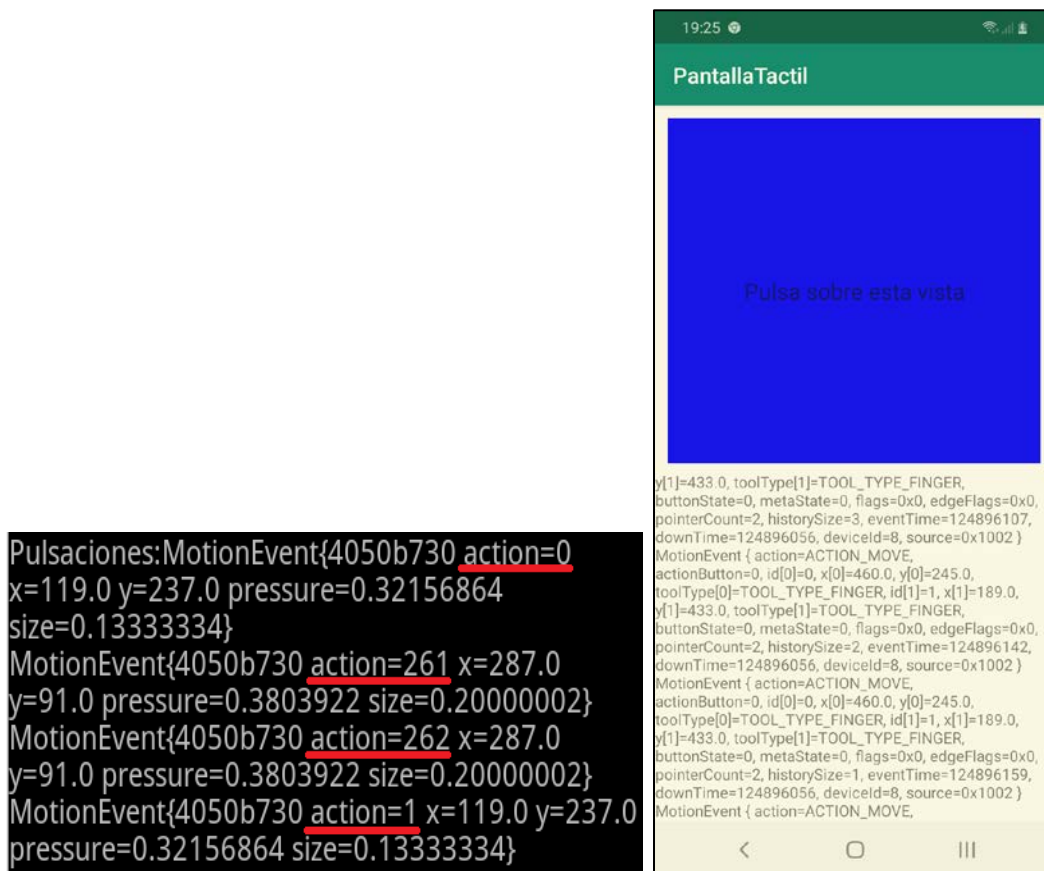 Pulsaciones:MotionEvent{4050b730 action=0
x=119.0 y=237.0 pressure=0.32156864
size=0.13333334}
MotionEvent{4050b730 action=261 x=287.0
y=91.0 pressure=0.3803922 size=0.20000002}
MotionEvent{4050b730 action=262 x=287.0
y=91.0 pressure=0.3803922 size=0.20000002}
MotionEvent{4050b730 action=1 x=119.0 y=237.0
pressure=0.32156864 size=0.13333334}
19:25
PantallaTactil
Pulsa sobre esta vista
y[1]=433.0, toolType[1]=TOOL_TYPE_FINGER,
buttonState=0, metaState=0, flags=0x0, edgeFlags=0x0,
pointerCount=2, historySize=3, eventTime=124896107,
downTime=124896056, deviceId=8, source=0x1002 }
MotionEvent { action=ACTION_MOVE,
actionButton=0, id[0]=0, x[0]=460.0, y[0]=245.0,
toolType[0]=TOOL_TYPE_FINGER, id[1]=1, x[1]=189.0,
y[1]=433.0, toolType[1]=TOOL_TYPE_FINGER,
buttonState=0, metaState=0, flags=0x0, edgeFlags=0x0,
pointerCount=2, historySize=2, eventTime=124896142,
downTime=124896056, deviceId=8, source=0x1002 }
MotionEvent { action=ACTION_MOVE,
actionButton=0, id[0]=0, x[0]=460.0, y[0]=245.0,
toolType[0]=TOOL_TYPE_FINGER, id[1]=1, x[1]=189.0,
y[1]=433.0, toolType[1]=TOOL_TYPE_FINGER,
buttonState=0, metaState=0, flags=0x0, edgeFlags=0x0,
pointerCount=2, historySize=1, eventTime=124896159,
downTime=124896056, deviceId=8, source=0x1002 }
MotionEvent { action=ACTION_MOVE,